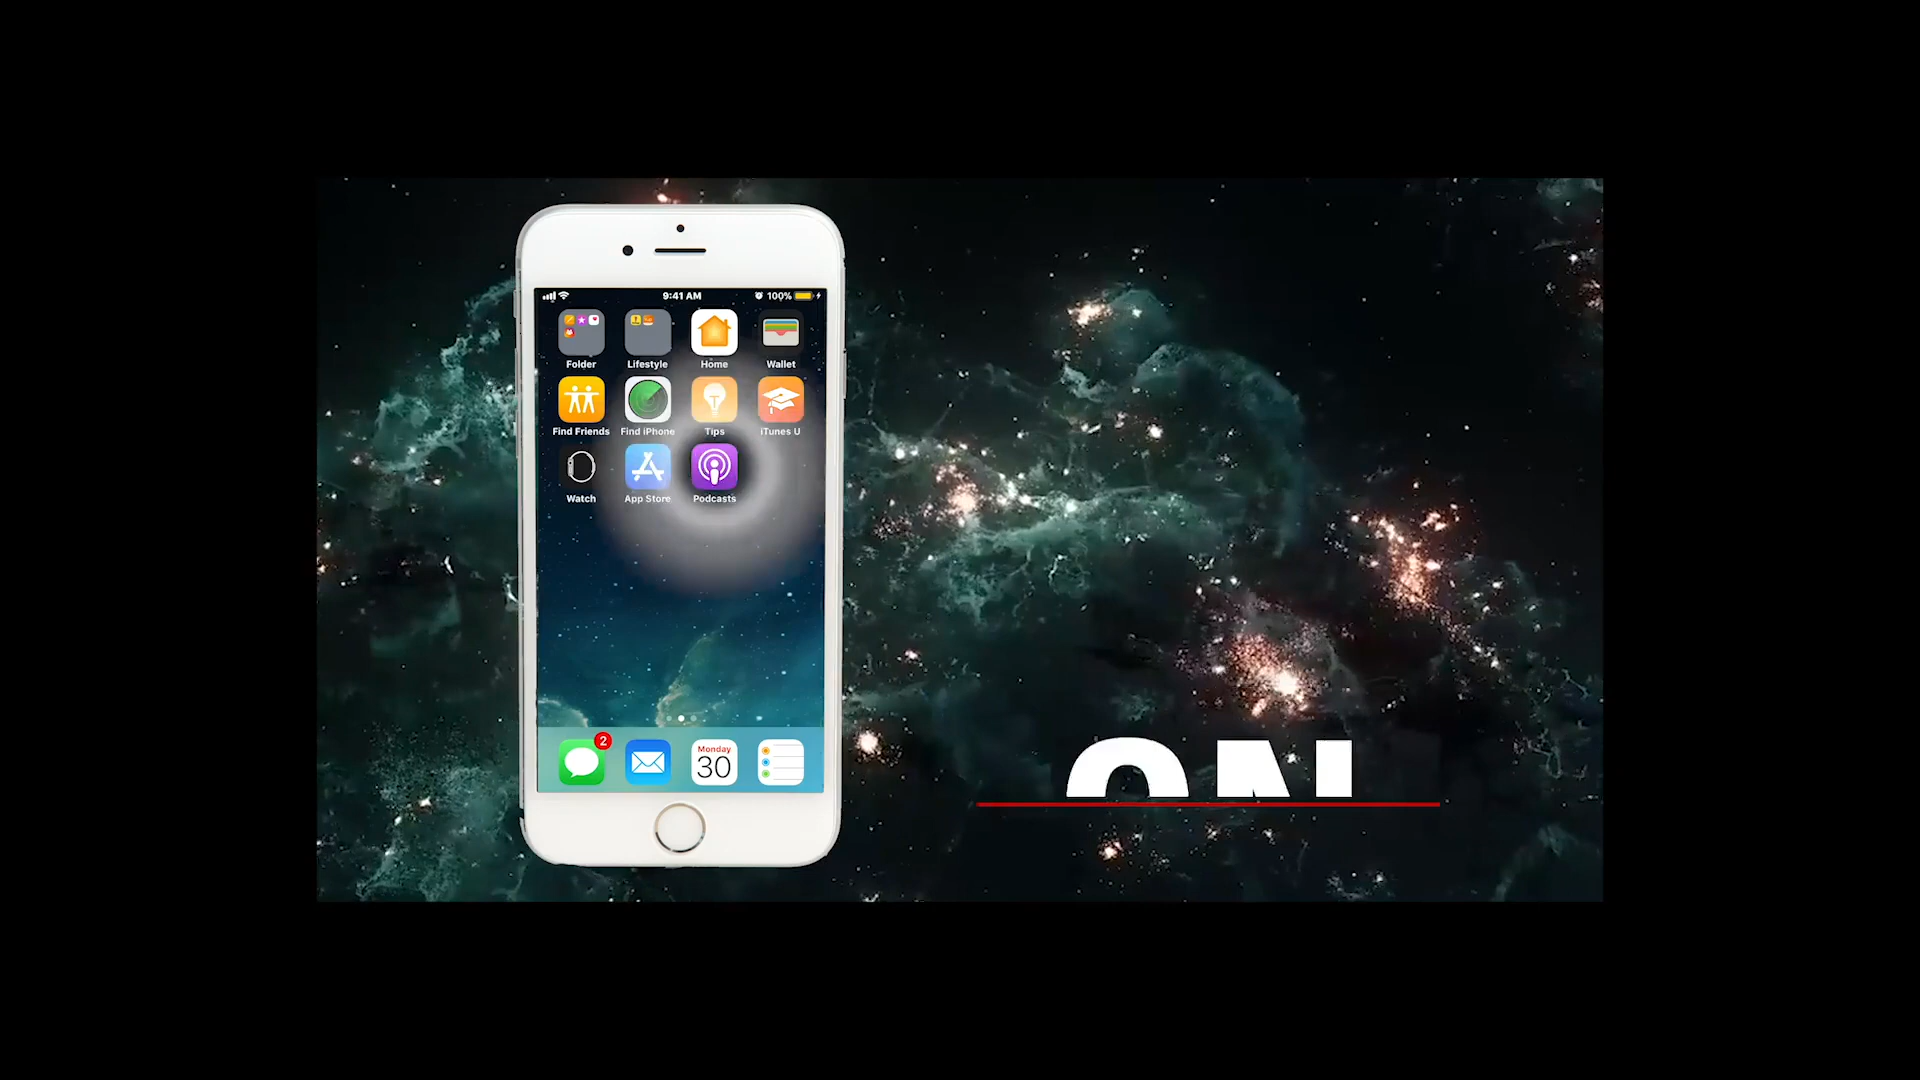 9:41 AM 100%
Folder Lifestyle Home Wallet
Find Friends Find iPhone Tips iTunes U
Watch App Store Podcasts
2
Monday
30
ON